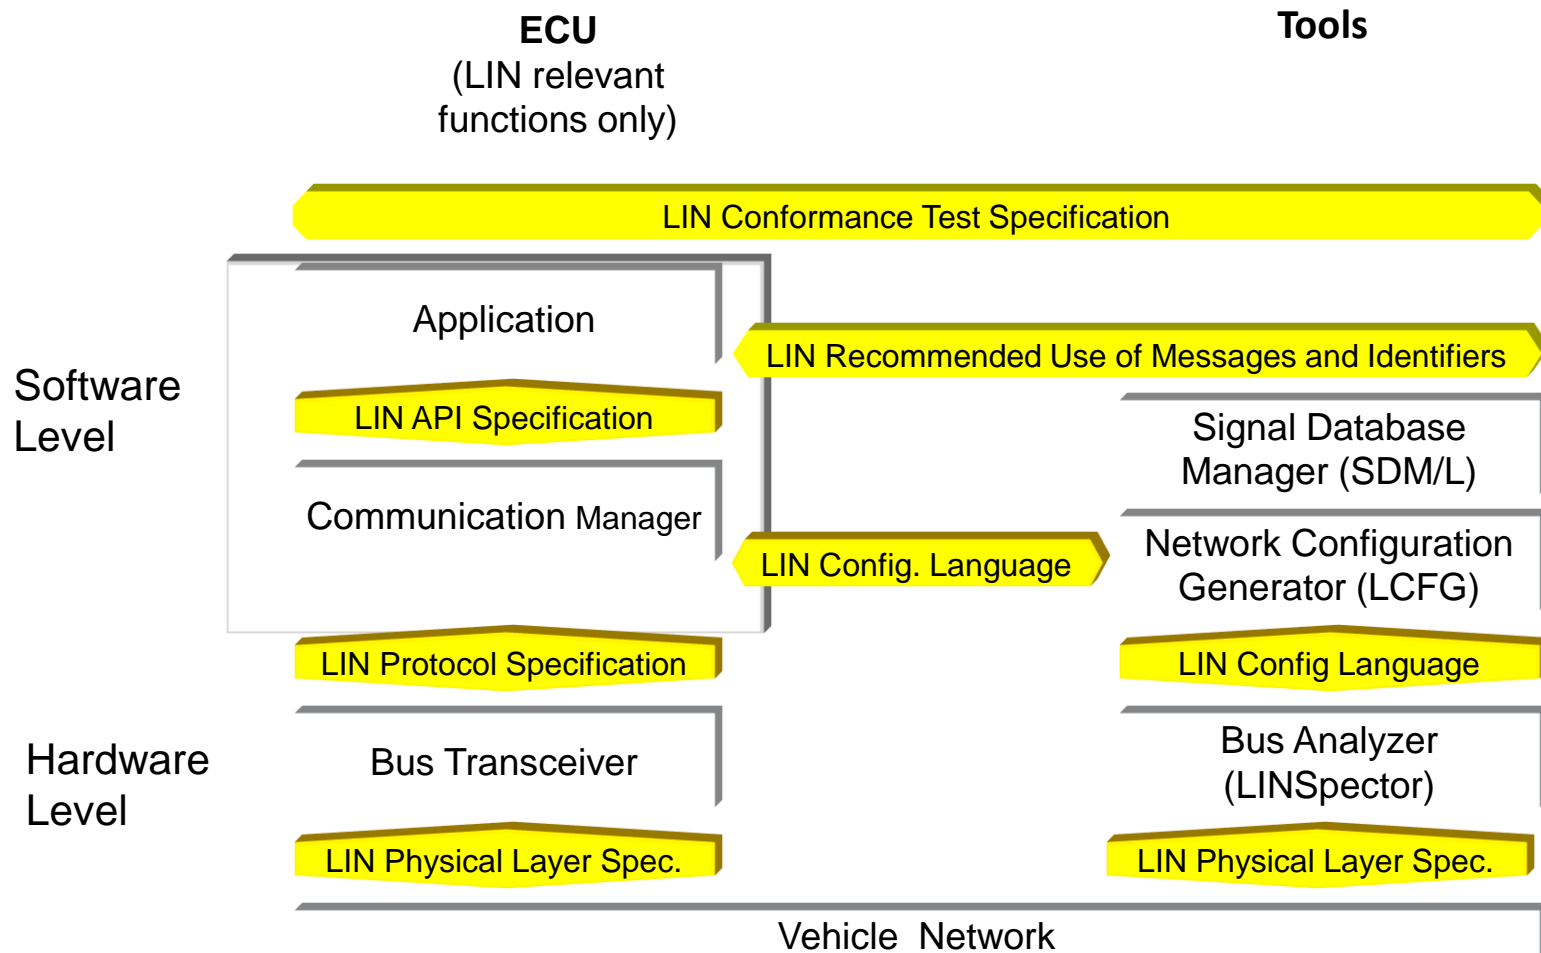 ECU
(LIN relevant
functions only)
Tools
LIN Conformance Test Specification
Application
LIN Recommended Use of Messages and Identifiers
Software
Level
LIN API Specification
Signal Database
Manager (SDM/L)
Communication Manager
LIN Config. Language
Network Configuration
Generator (LCFG)
LIN Protocol Specification
LIN Config Language
Hardware
Level
Bus Transceiver
Bus Analyzer
(LINSpector)
LIN Physical Layer Spec.
LIN Physical Layer Spec.
Vehicle Network